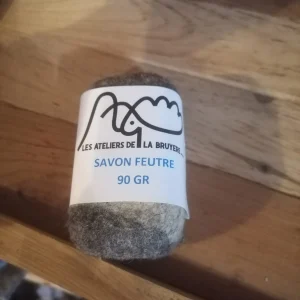 LES ATELIERS DE LA BRUYERE
SAVON FEUTRE
90 GR